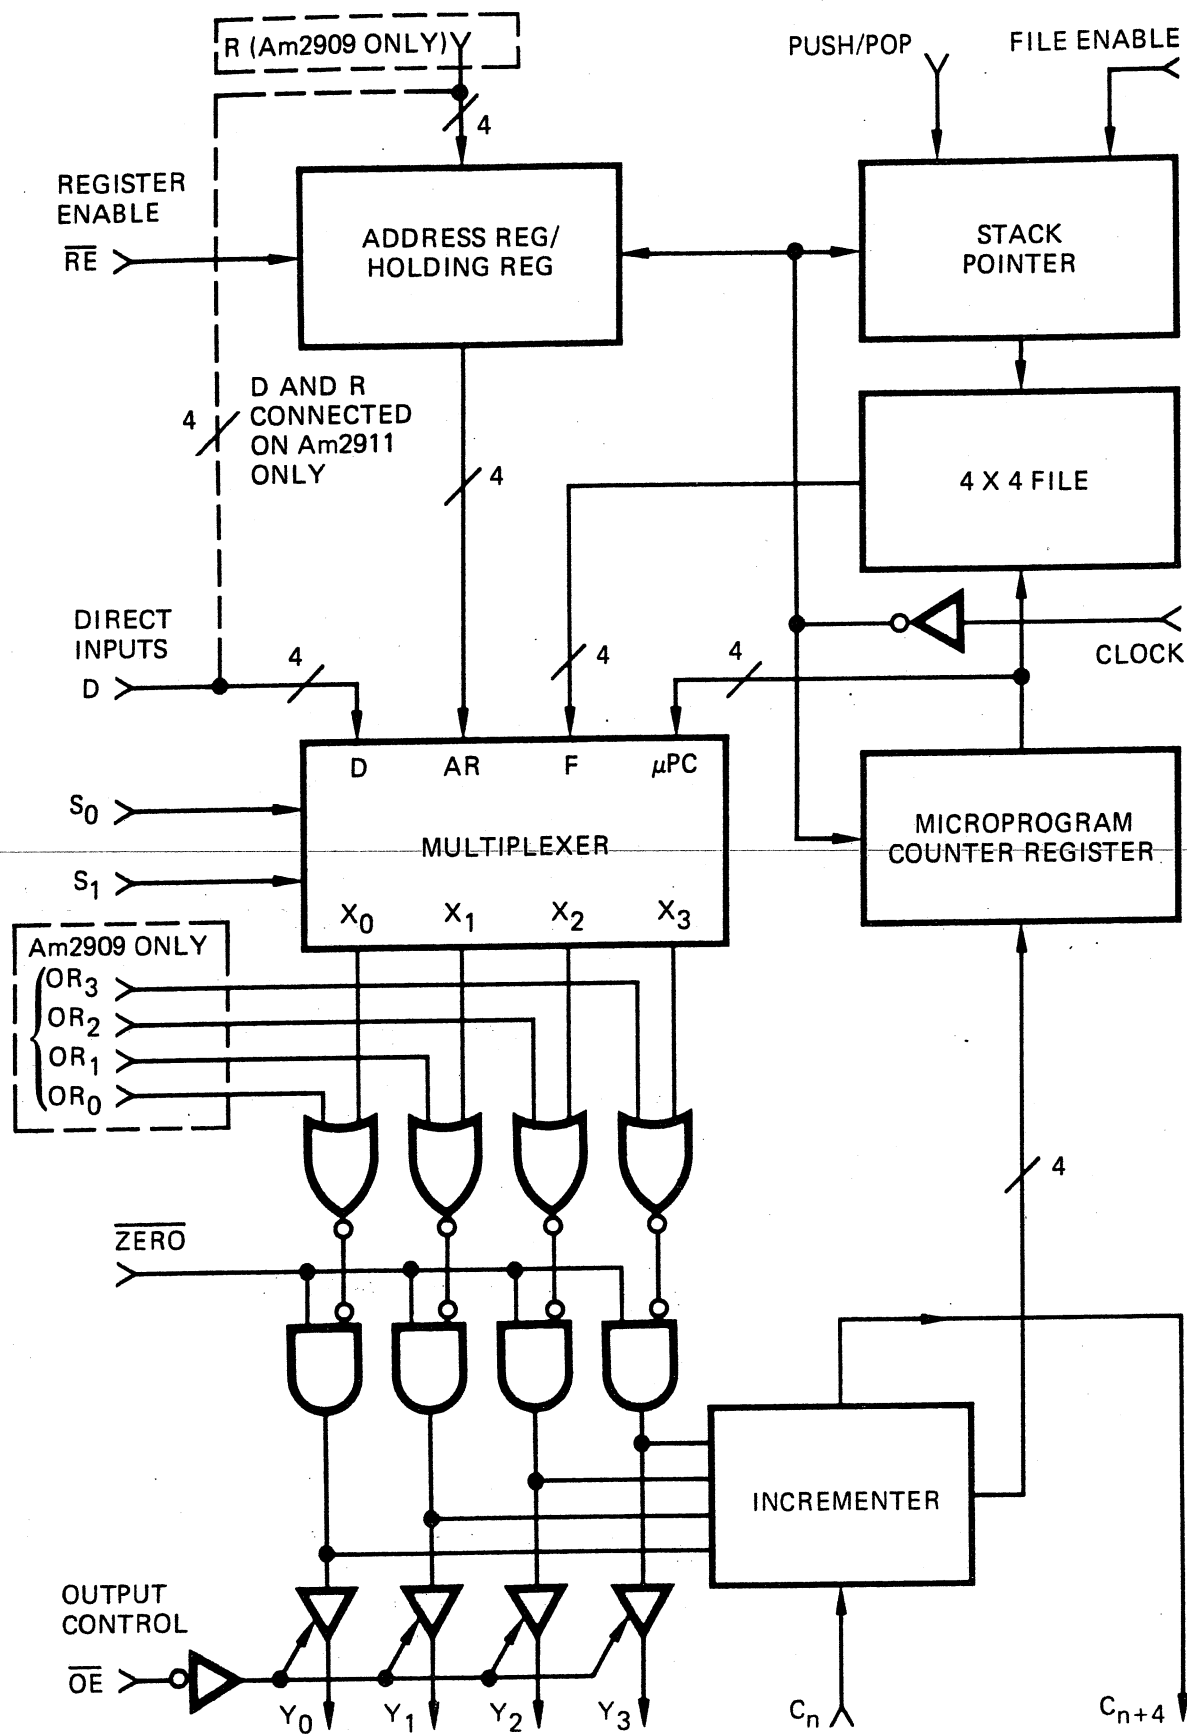 R (Am2909 ONLY)
PUSH/POP
FILE ENABLE
4
REGISTER
ENABLE
RE
ADDRESS REG/
HOLDING REG
STACK
POINTER
D AND R
CONNECTED
ON Am2911
ONLY
4
4
4 X 4 FILE
DIRECT
INPUTS
D
4
4
4
CLOCK
D
AR
F
μPC
S0
MULTIPLEXER
MICROPROGRAM
COUNTER REGISTER
S1
X0
X1
X2
X3
Am2909 ONLY
OR3
OR2
OR1
OR0
4
ZERO
INCREMENTER
OUTPUT
CONTROL
OE
Y0
Y1
Y2
Y3
Cn
Cn+4